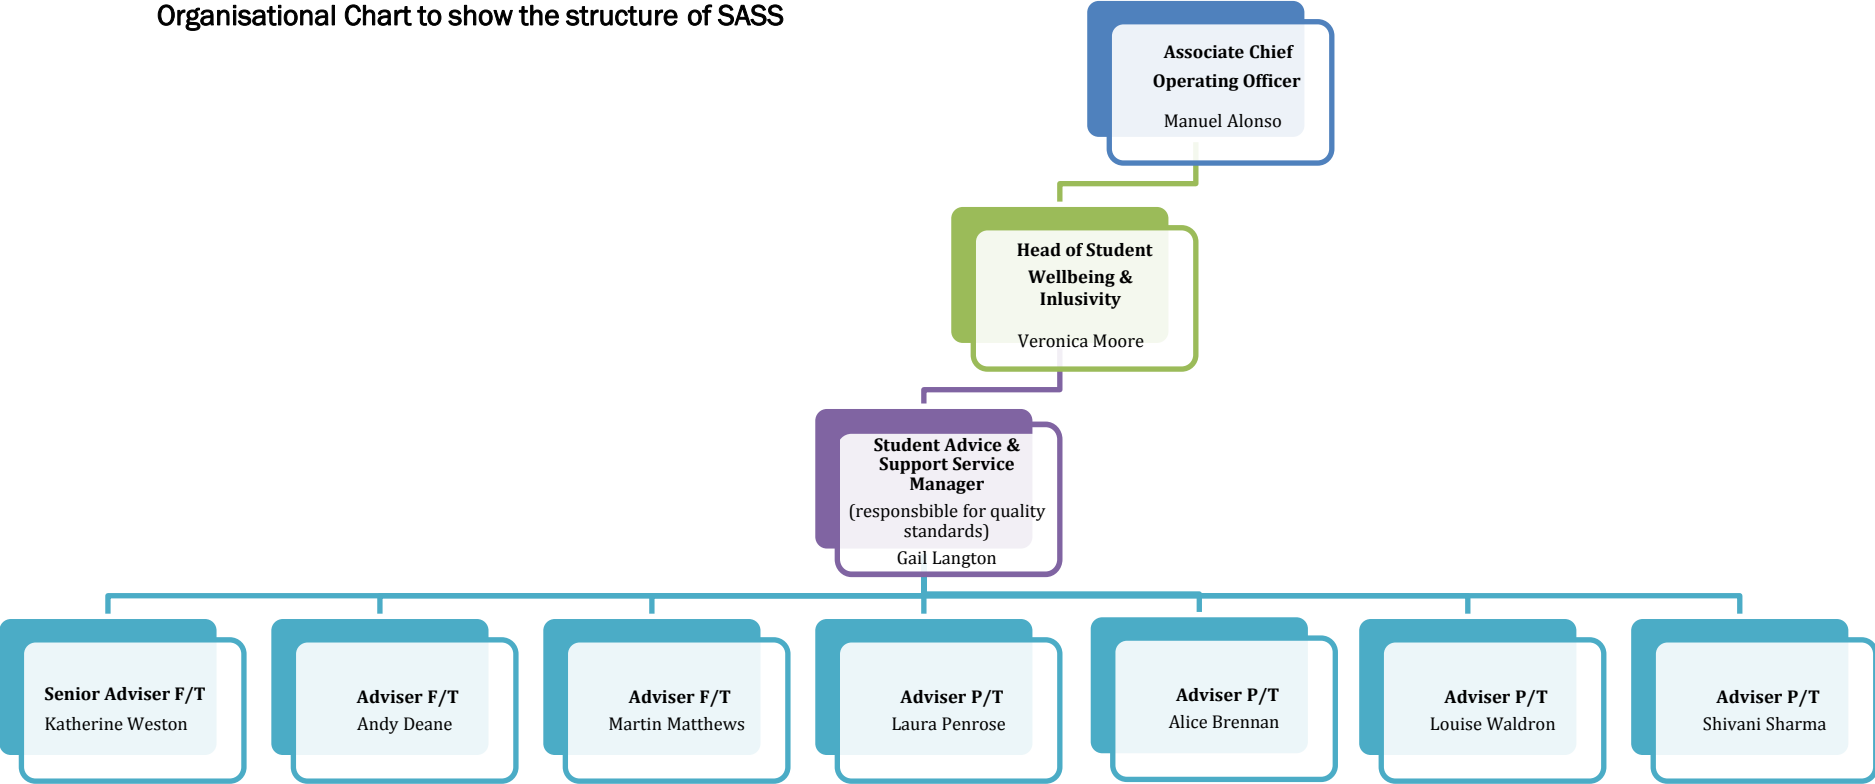 Organisational Chart to show the structure of SASS
Associate Chief
Operating Officer
Manuel Alonso
Head of Student
Wellbeing &
Inlusivity
Veronica Moore
Student Advice &
Support Service
Manager
(responsbible for quality
standards)
Gail Langton
Senior Adviser F/T
Katherine Weston
Adviser F/T
Andy Deane
Adviser F/T
Martin Matthews
Adviser P/T
Laura Penrose
Adviser P/T
Alice Brennan
Adviser P/T
Louise Waldron
Adviser P/T
Shivani Sharma